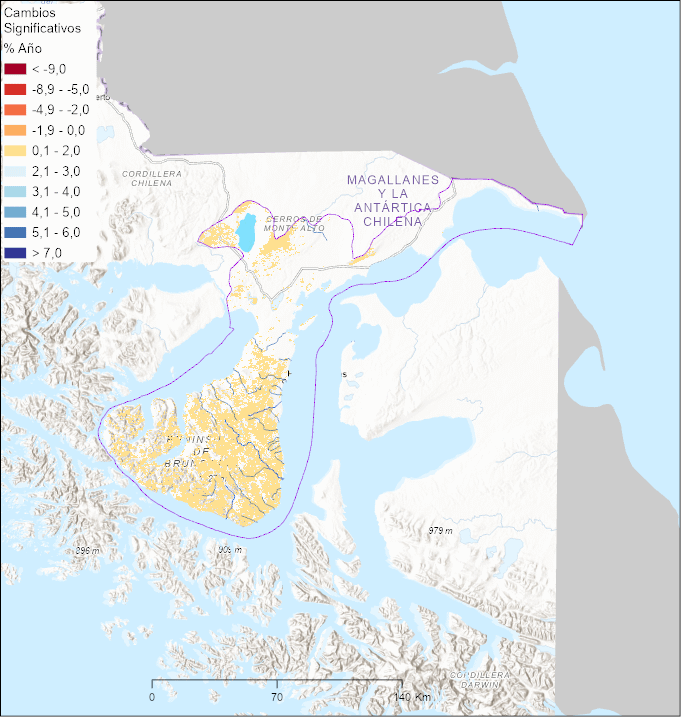 Cambios
Significativos
% Año
< -9,0
-8,9 - -5,0
-4,9 - -2,0
-1,9 - 0,0
0,1 - 2,0
2,1 - 3,0
3,1 - 4,0
4,1 - 5,0
5,1 - 6,0
> 7,0
CORDILLERA
CHILENA
MAGALLANES
Y LA
ANTÁRTICA
CHILENA
CERROS DE
MONTE ALTO
DE
979 m
896 m
909 m
CORDILLERA
DARWIN
0
70
140 Km